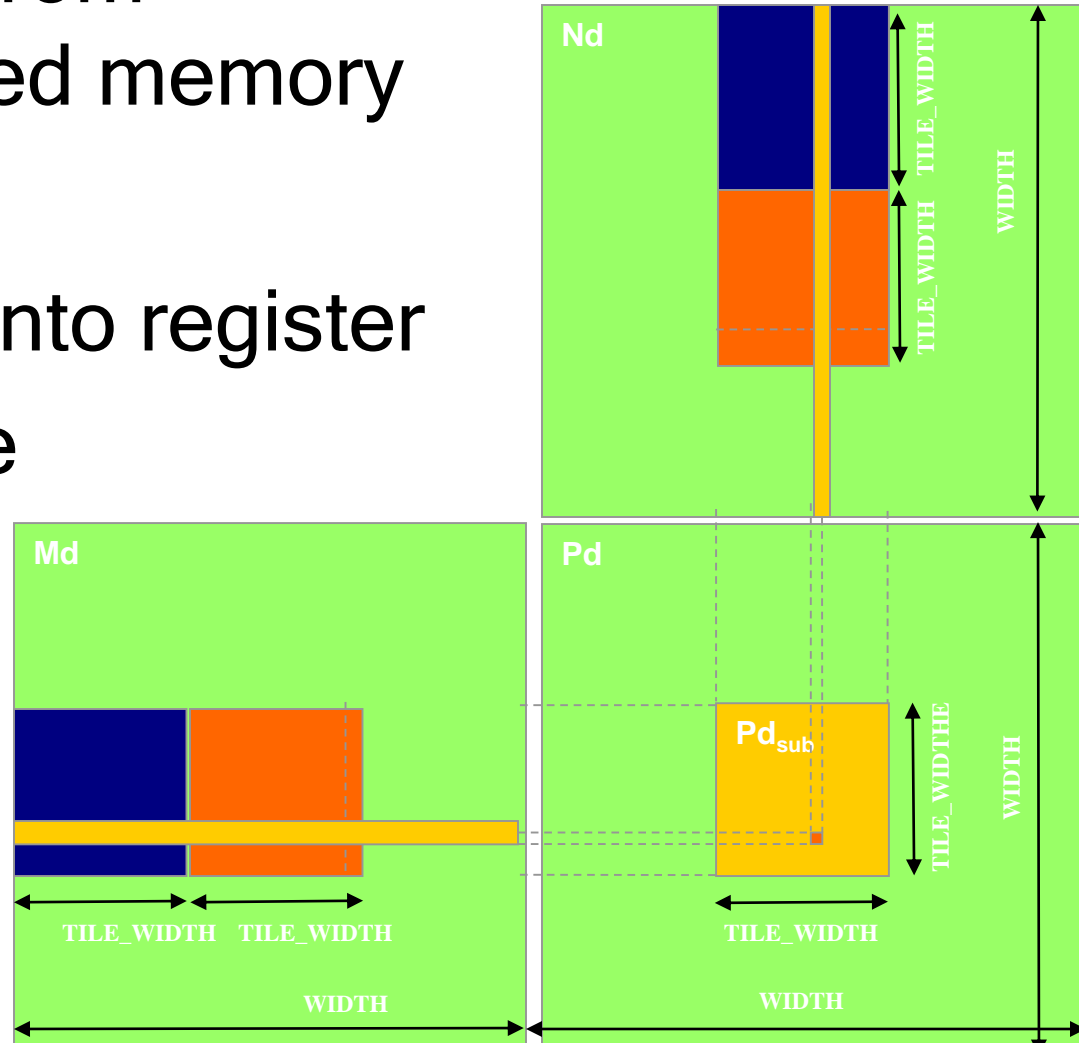 ed memory
nto register
e
Nd
TILE_WIDTH
TILE_WIDTH
WIDTH
Md
TILE_WIDTH TILE_WIDTH
WIDTH
Pd
Pdsub
TILE_WIDTHE
WIDTH
TILE_WIDTH
WIDTH